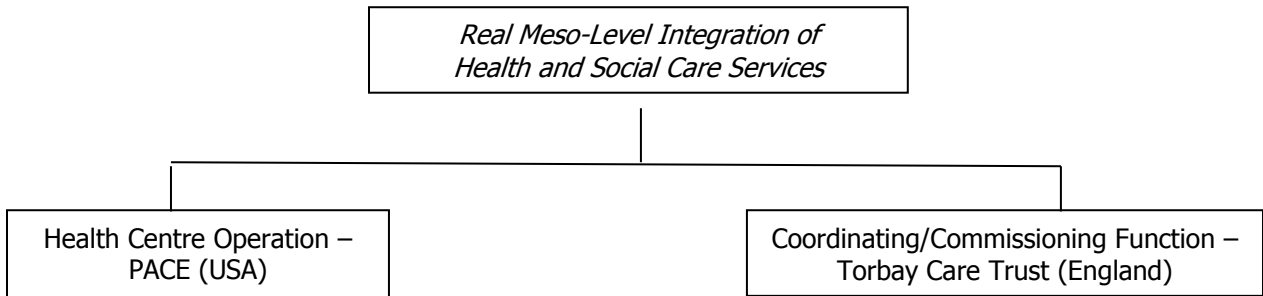 Real Meso-Level Integration of
Health and Social Care Services
Health Centre Operation –
PACE (USA)
Coordinating/Commissioning Function –
Torbay Care Trust (England)